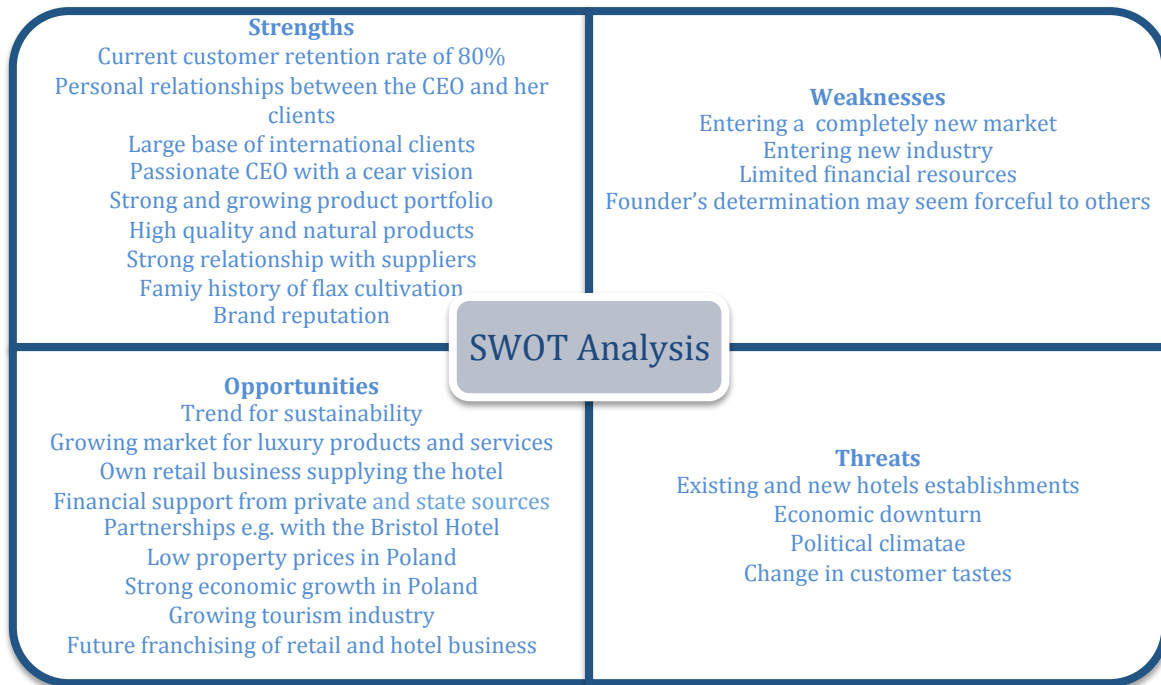 Strengths
Current customer retention rate of 80%
Personal relationships between the CEO and her
clients
Large base of international clients
Passionate CEO with a cear vision
Strong and growing product portfolio
High quality and natural products
Strong relationship with suppliers
Famiy history of flax cultivation
Brand reputation
Weaknesses
Entering a  completely new market
Entering new industry
Limited financial resources
Founder’s determination may seem forceful to others
SWOT Analysis
Opportunities
Trend for sustainability
Growing market for luxury products and services
Own retail business supplying the hotel
Financial support from private and state sources
Partnerships e.g. with the Bristol Hotel
Low property prices in Poland
Strong economic growth in Poland
Growing tourism industry
Future franchising of retail and hotel business
Threats
Existing and new hotels establishments
Economic downturn
Political climatae
Change in customer tastes